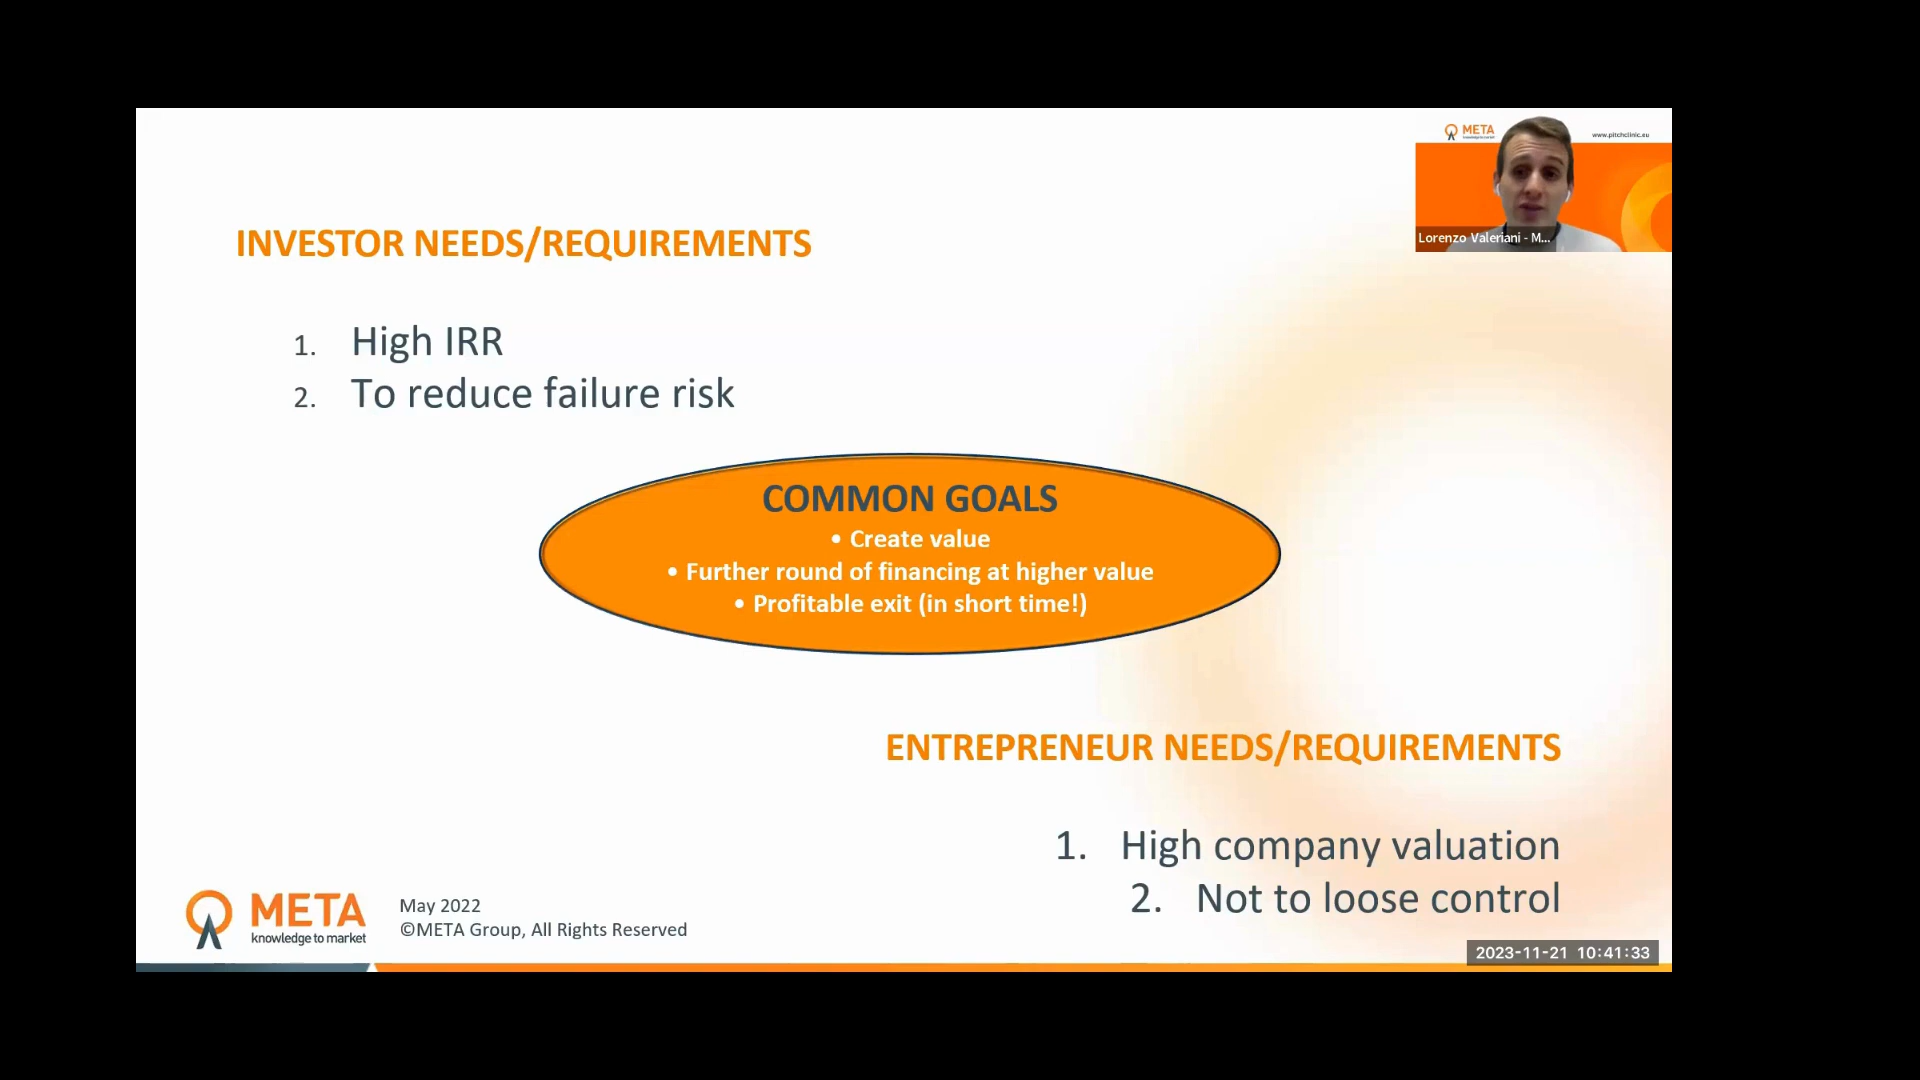 META
www.pitchclinic.eu
Lorenzo Valeriani - M...
INVESTOR NEEDS/REQUIREMENTS
1. High IRR
2. To reduce failure risk
COMMON GOALS
• Create value
• Further round of financing at higher value
• Profitable exit (in short time!)
ENTREPRENEUR NEEDS/REQUIREMENTS
1. High company valuation
2. Not to loose control
META
knowledge to market
May 2022
©META Group, All Rights Reserved
2023-11-21 10:41:33